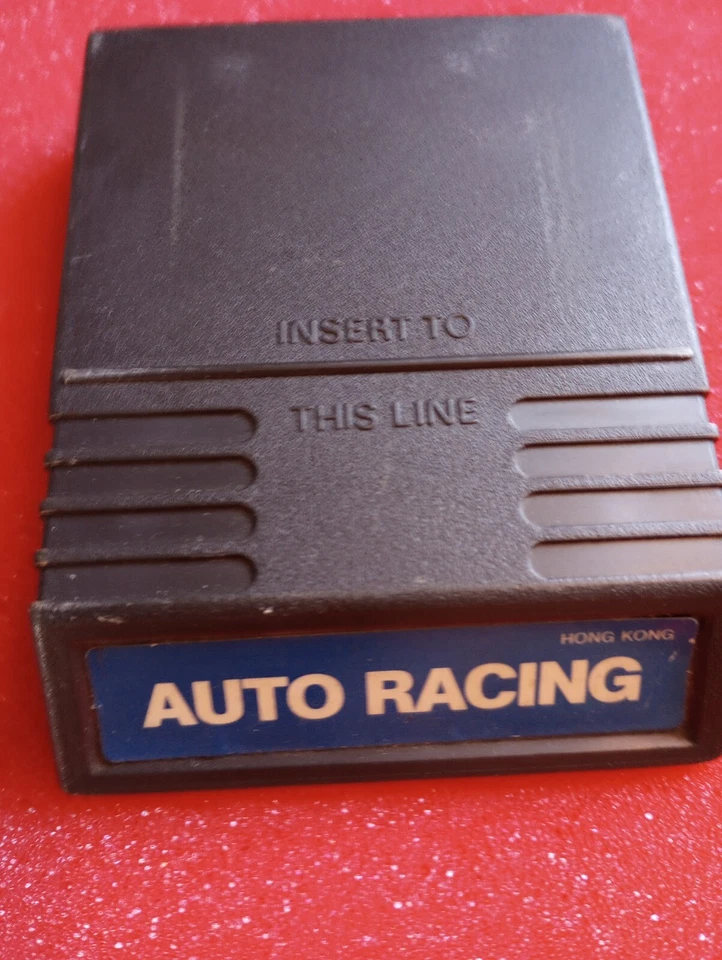 INSERT TO
THIS LINE
HONG KONG
AUTO RACING